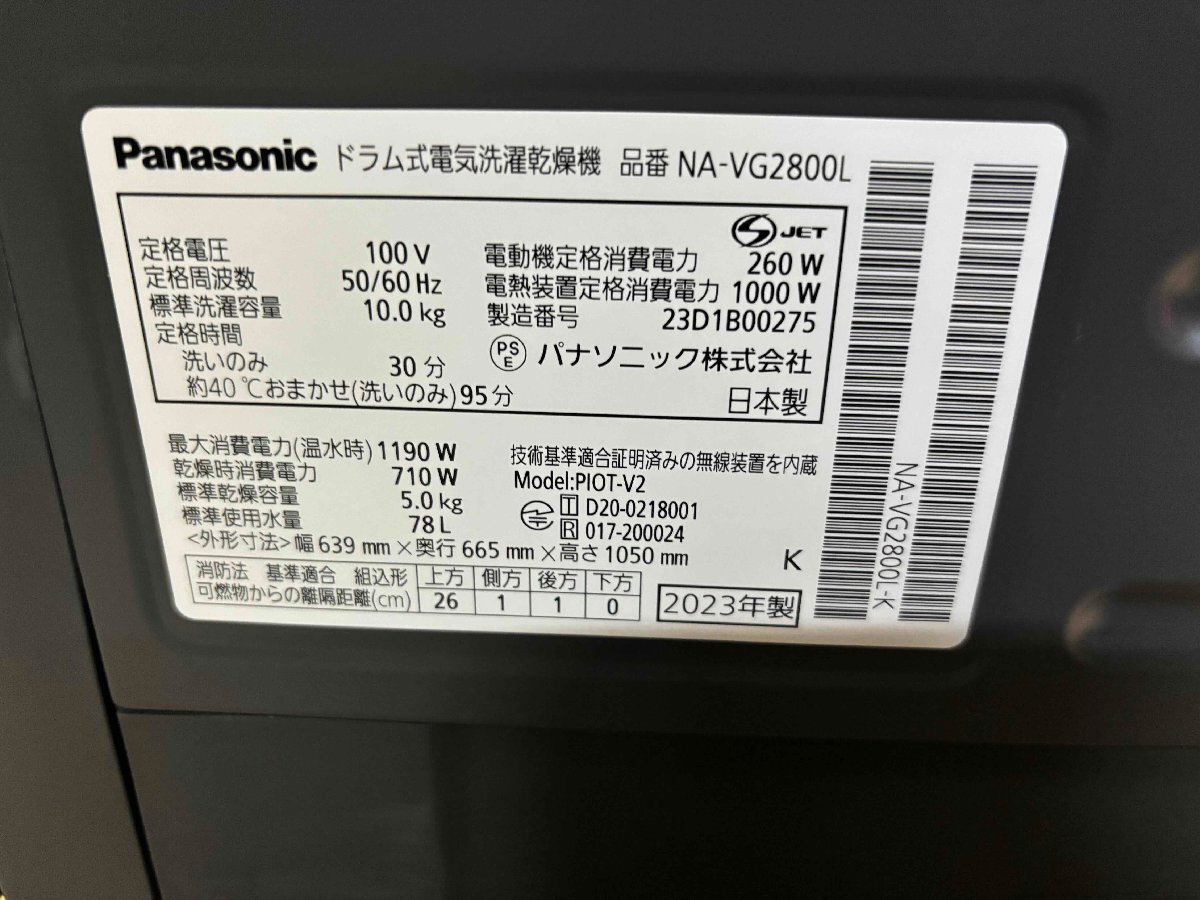 Panasonic ドラム式電気洗濯乾燥機 品番 NA-VG2800L
JET
定格電圧 100 V
定格周波数 50/60 Hz
標準洗濯容量 10.0 kg
定格時間
洗いのみ 30 分
約40℃おまかせ(洗いのみ) 95 分
電動機定格消費電力 260 W
電熱装置定格消費電力 1000 W
製造番号 23D1B00275
PS E パナソニック株式会社
日本製
最大消費電力(温水時) 1190 W
乾燥時消費電力 710 W
標準乾燥容量 5.0 kg
標準使用水量 78 L
<外形寸法> 幅 639 mm × 奥行 665 mm × 高さ 1050 mm
技術基準適合証明済みの無線装置を内蔵
Model:PIOT-V2
T D20-0218001
R 017-200024
K
消防法 基準適合 組込形 上方 側方 後方 下方
可燃物からの離隔距離(cm) 26 1 1 0
2023年製
NA-VG2800L-K